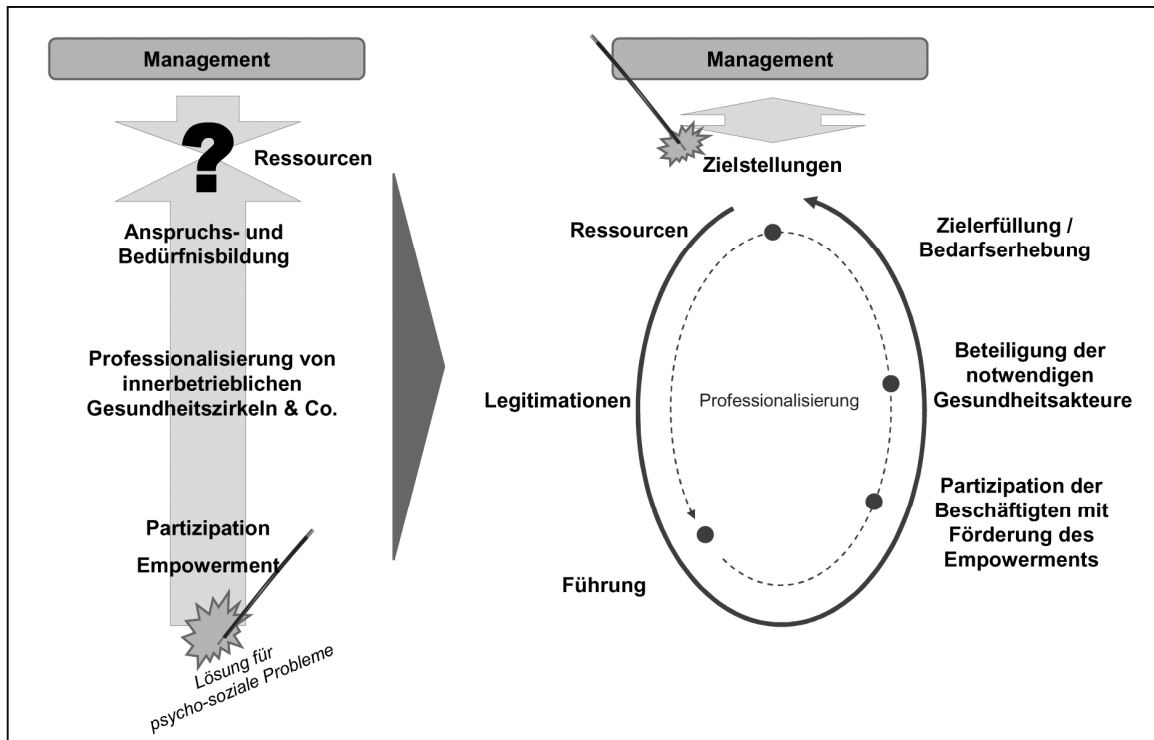 Management
?
Ressourcen
Anspruchs- und
Bedürfnisbildung
Professionalisierung von
innerbetrieblichen
Gesundheitszirkeln & Co.
Partizipation
Empowerment
Lösung für
psycho-soziale Probleme
Management
Zielstellungen
Ressourcen
Zielerfüllung /
Bedarfserhebung
Legitimationen
Professionalisierung
Beteiligung der
notwendigen
Gesundheitsakteure
Führung
Partizipation der
Beschäftigten mit
Förderung des
Empowerments